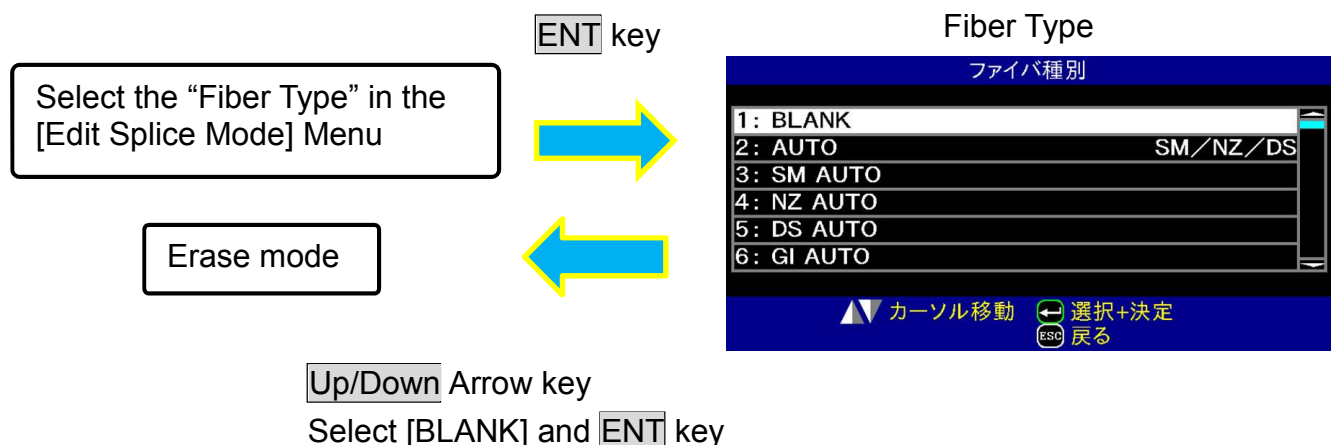 ENT key
Select the “Fiber Type” in the
[Edit Splice Mode] Menu
Erase mode
Fiber Type
ファイバ種別
1: BLANK
2: AUTO SM／NZ／DS
3: SM AUTO
4: NZ AUTO
5: DS AUTO
6: GI AUTO
カーソル移動 選択+決定
ESC 戻る
Up/Down Arrow key
Select [BLANK] and ENT key